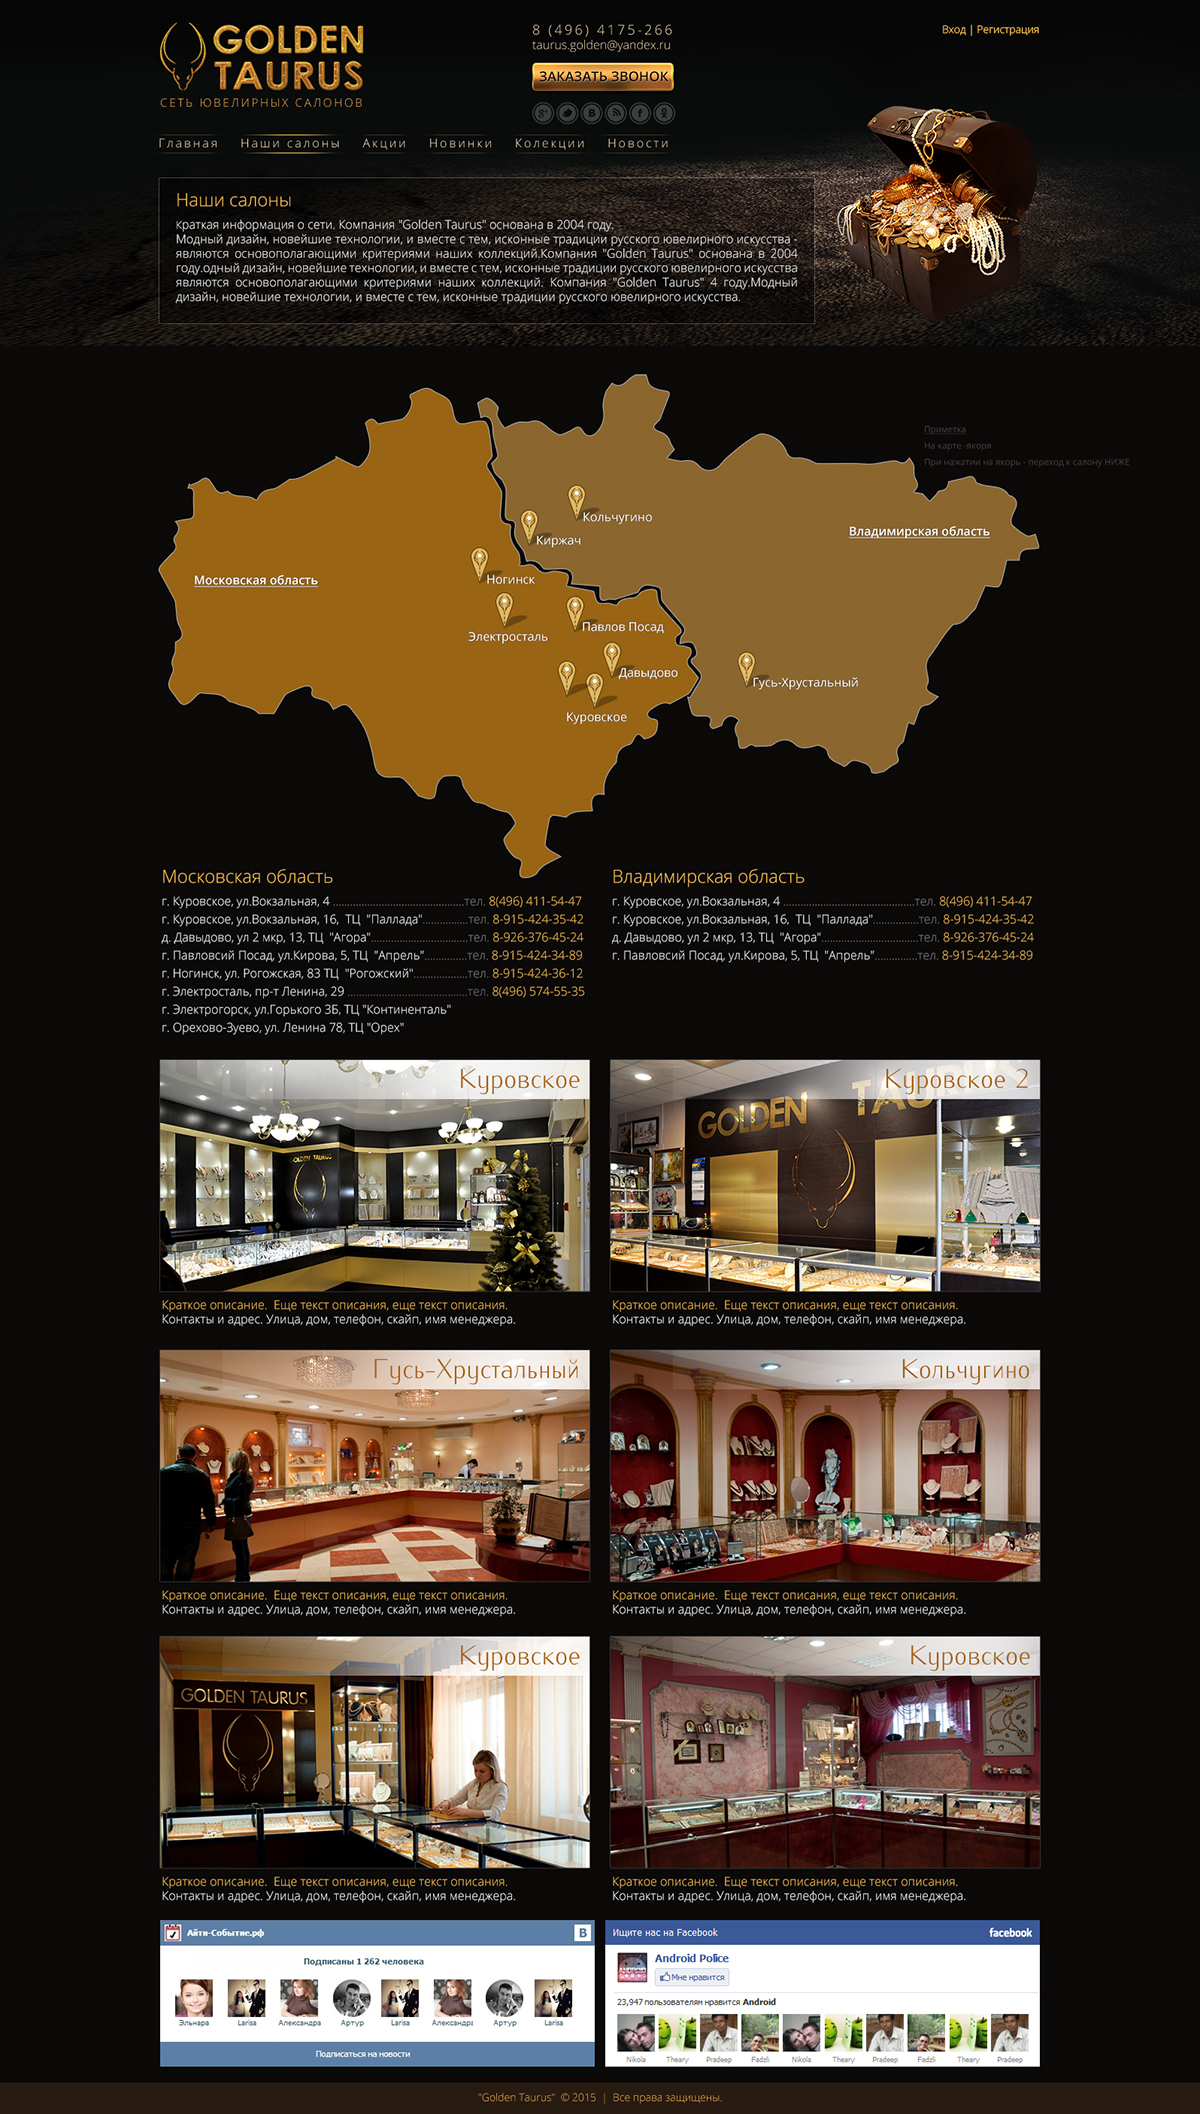 GOLDEN
TAURUS
СЕТЬ ЮВЕЛИРНЫХ САЛОНОВ
8 (496) 4175-266
taurus.golden@yandex.ru
ЗАКАЗАТЬ ЗВОНОК
Вход | Регистрация
Главная Наши салоны Акции Новинки Колекции Новости
Наши салоны
Краткая информация о сети. Компания "Golden Taurus" основана в 2004 году.
Модный дизайн, новейшие технологии, и вместе с тем, исконные традиции русского ювелирного искусства -
являются основополагающими критериями наших коллекций.Компания "Golden Taurus" основана в 2004
году.одный дизайн, новейшие технологии, и вместе с тем, исконные традиции русского ювелирного искусства
являются основополагающими критериями наших коллекций. Компания "Golden Taurus" 4 году.Модный
дизайн, новейшие технологии, и вместе с тем, исконные традиции русского ювелирного искусства.
Приметка
На карте -якоря
При нажатии на якорь - переход к салону НИЖЕ
Кольчугино
Владимирская область
Киржач
Ногинск
Московская область
Павлов Посад
Электросталь
Давыдово
Гусь-Хрустальный
Куровское
Московская область
г. Куровское, ул.Вокзальная, 4 ..........................................тел. 8(496) 411-54-47
г. Куровское, ул.Вокзальная, 16, ТЦ "Паллада"..............тел. 8-915-424-35-42
д. Давыдово, ул 2 мкр, 13, ТЦ "Агора"...............................тел. 8-926-376-45-24
г. Павловсий Посад, ул.Кирова, 5, ТЦ "Апрель"..............тел. 8-915-424-34-89
г. Ногинск, ул. Рогожская, 83 ТЦ "Рогожский".................тел. 8-915-424-36-12
г. Электросталь, пр-т Ленина, 29 ......................................тел. 8(496) 574-55-35
г. Электрогорск, ул.Горького 3Б, ТЦ "Континенталь"
г. Орехово-Зуево, ул. Ленина 78, ТЦ "Орех"
Владимирская область
г. Куровское, ул.Вокзальная, 4 ..........................................тел. 8(496) 411-54-47
г. Куровское, ул.Вокзальная, 16, ТЦ "Паллада"..............тел. 8-915-424-35-42
д. Давыдово, ул 2 мкр, 13, ТЦ "Агора"...............................тел. 8-926-376-45-24
г. Павловсий Посад, ул.Кирова, 5, ТЦ "Апрель"..............тел. 8-915-424-34-89
Куровское
GOLDEN TAURUS
Краткое описание. Еще текст описания, еще текст описания.
Контакты и адрес. Улица, дом, телефон, скайп, имя менеджера.
Куровское 2
GOLDEN TAURUS
Краткое описание. Еще текст описания, еще текст описания.
Контакты и адрес. Улица, дом, телефон, скайп, имя менеджера.
Гусь-Хрустальный
Краткое описание. Еще текст описания, еще текст описания.
Контакты и адрес. Улица, дом, телефон, скайп, имя менеджера.
Кольчугино
Краткое описание. Еще текст описания, еще текст описания.
Контакты и адрес. Улица, дом, телефон, скайп, имя менеджера.
Куровское
GOLDEN TAURUS
Краткое описание. Еще текст описания, еще текст описания.
Контакты и адрес. Улица, дом, телефон, скайп, имя менеджера.
Куровское
Краткое описание. Еще текст описания, еще текст описания.
Контакты и адрес. Улица, дом, телефон, скайп, имя менеджера.
Айти-Событие.рф
B
Подписаны 1 262 человека
Эльнара Larisa Александра Артур Larisa Александра Артур Larisa
Подписаться на новости
Ищите нас на Facebook
facebook
Android Police
Мне нравится
23,947 пользователям нравится Android
Nikola Theary Pradeep Fadzli Nikola Theary Pradeep Fadzli Theary Pradeep
"Golden Taurus" © 2015 | Все права защищены.